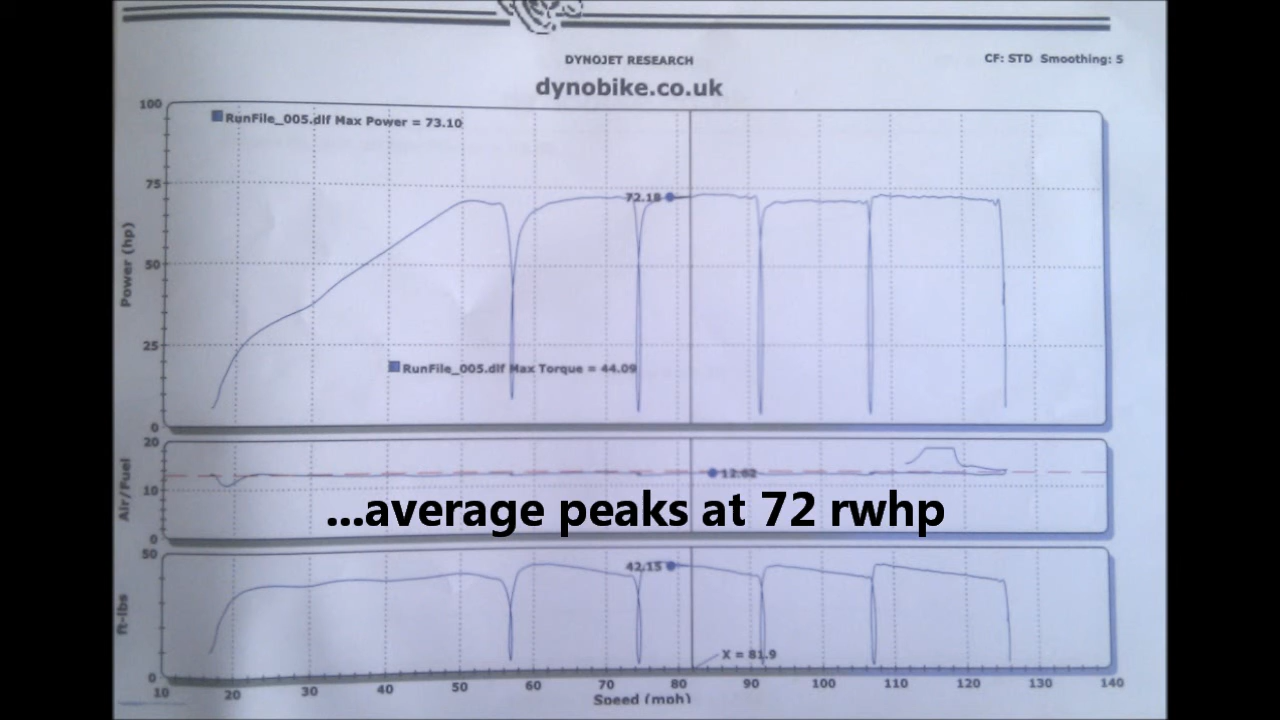 DYNOJET RESEARCH
CF: STD Smoothing: 5
dynobike.co.uk
100
RunFile_005.dlf Max Power = 73.10
75
72.18
Power (hp)
50
25
RunFile_005.dlf Max Torque = 44.09
0
20
Air/Fuel
12.62
10
...average peaks at 72 rwhp
0
50
42.15
ft-lbs
X = 81.9
0
10 20 30 40 50 60 70 80 90 100 110 120 130 140
Speed (mph)